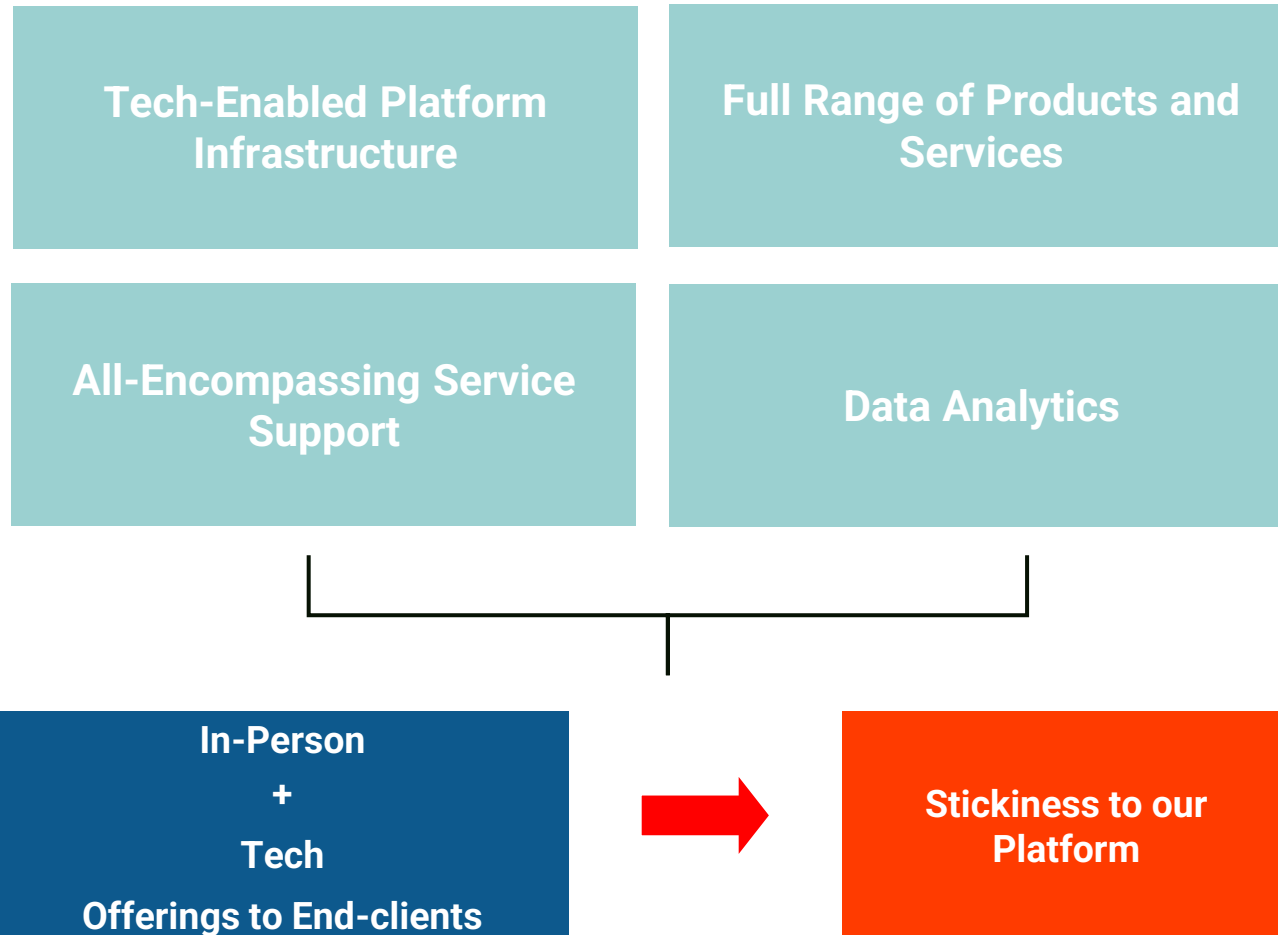 Tech-Enabled Platform
Infrastructure
Full Range of Products and
Services
All-Encompassing Service
Support
Data Analytics
In-Person
+
Tech
Offerings to End-clients
Stickiness to our
Platform